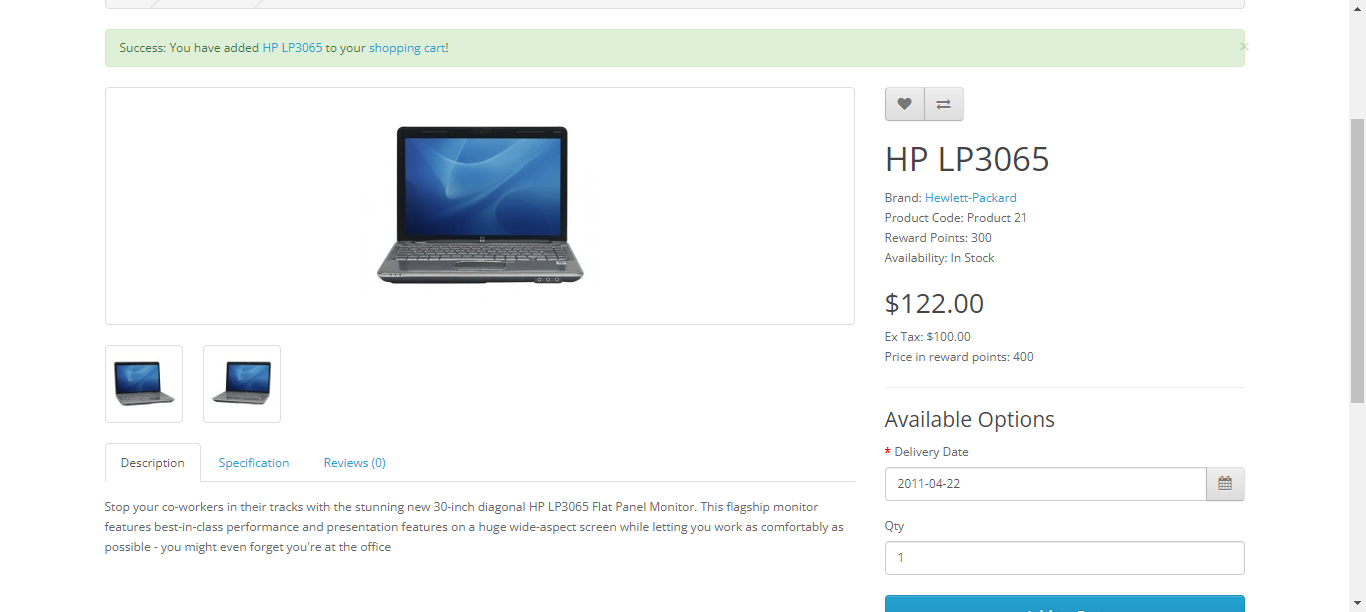 Success: You have added HP LP3065 to your shopping cart!
×
HP LP3065
Brand: Hewlett-Packard
Product Code: Product 21
Reward Points: 300
Availability: In Stock
$122.00
Ex Tax: $100.00
Price in reward points: 400
Available Options
* Delivery Date
2011-04-22
Qty
1
Description
Specification
Reviews (0)
Stop your co-workers in their tracks with the stunning new 30-inch diagonal HP LP3065 Flat Panel Monitor. This flagship monitor
features best-in-class performance and presentation features on a huge wide-aspect screen while letting you work as comfortably as
possible - you might even forget you're at the office